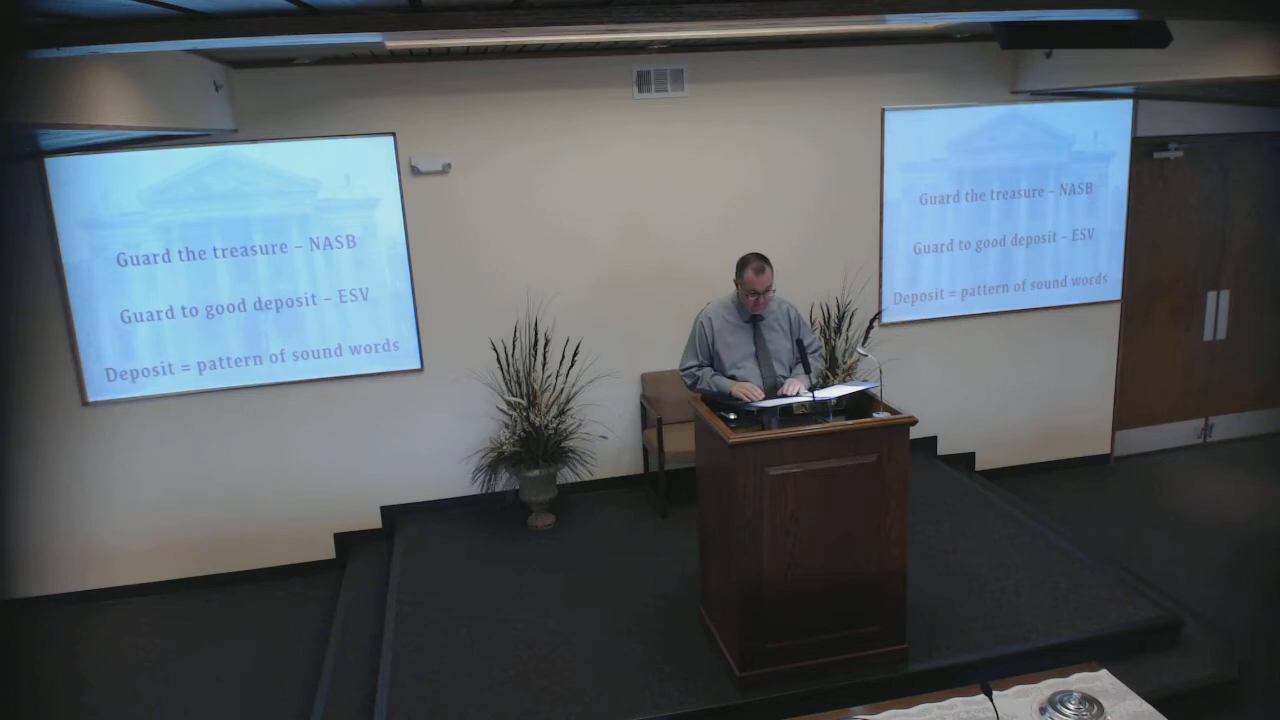 Guard the treasure – NASB
Guard to good deposit – ESV
Deposit = pattern of sound words
Guard the treasure – NASB
Guard to good deposit – ESV
Deposit = pattern of sound words